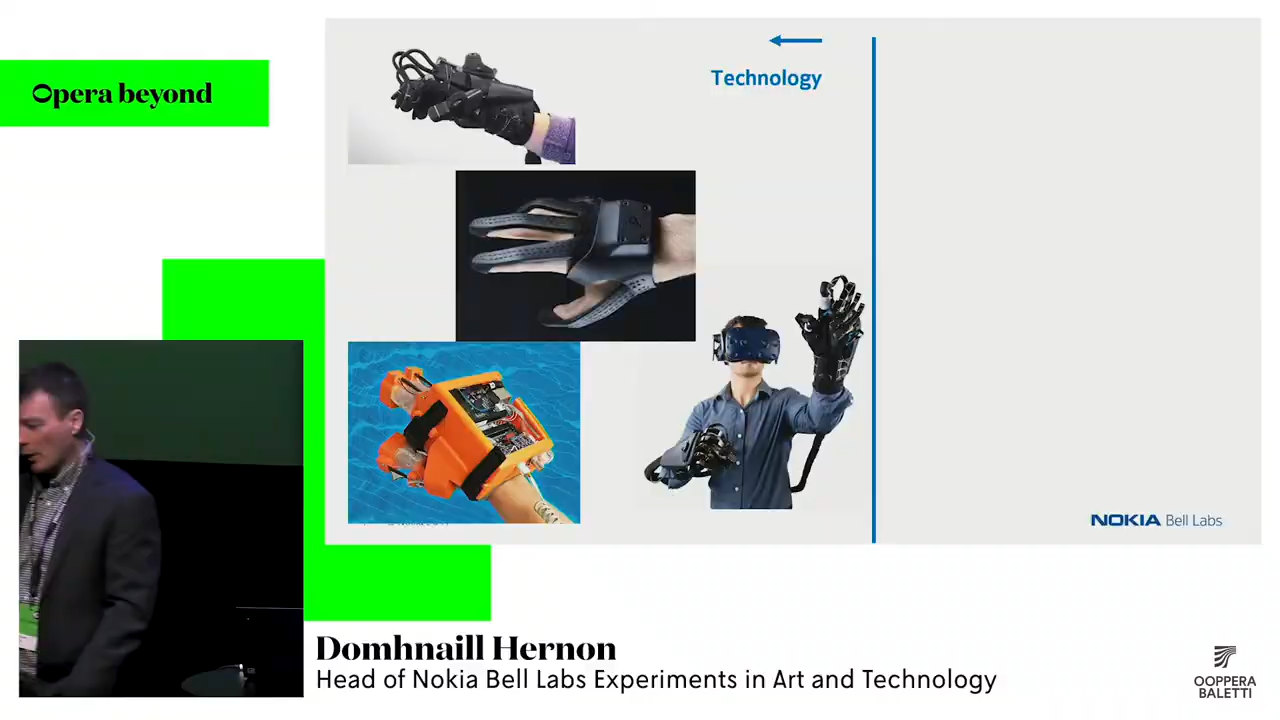 Opera beyond
Technology
NOKIA Bell Labs
Domhnaill Hernon
Head of Nokia Bell Labs Experiments in Art and Technology
OOPPERA
BALETTI